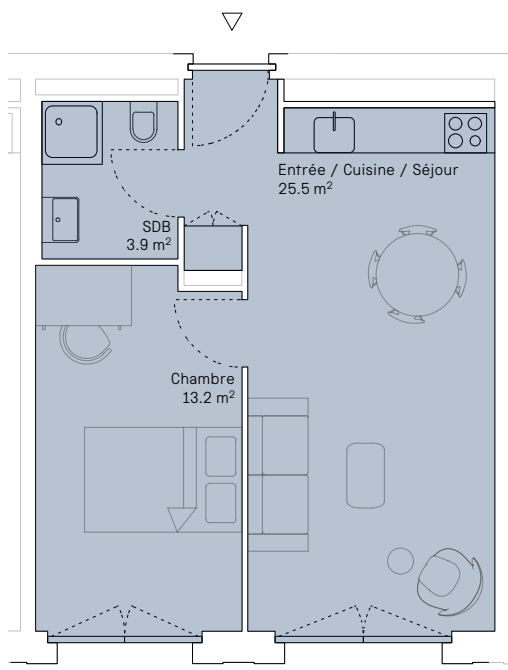 Entrée / Cuisine / Séjour
25.5 m²
SDB
3.9 m²
Chambre
13.2 m²